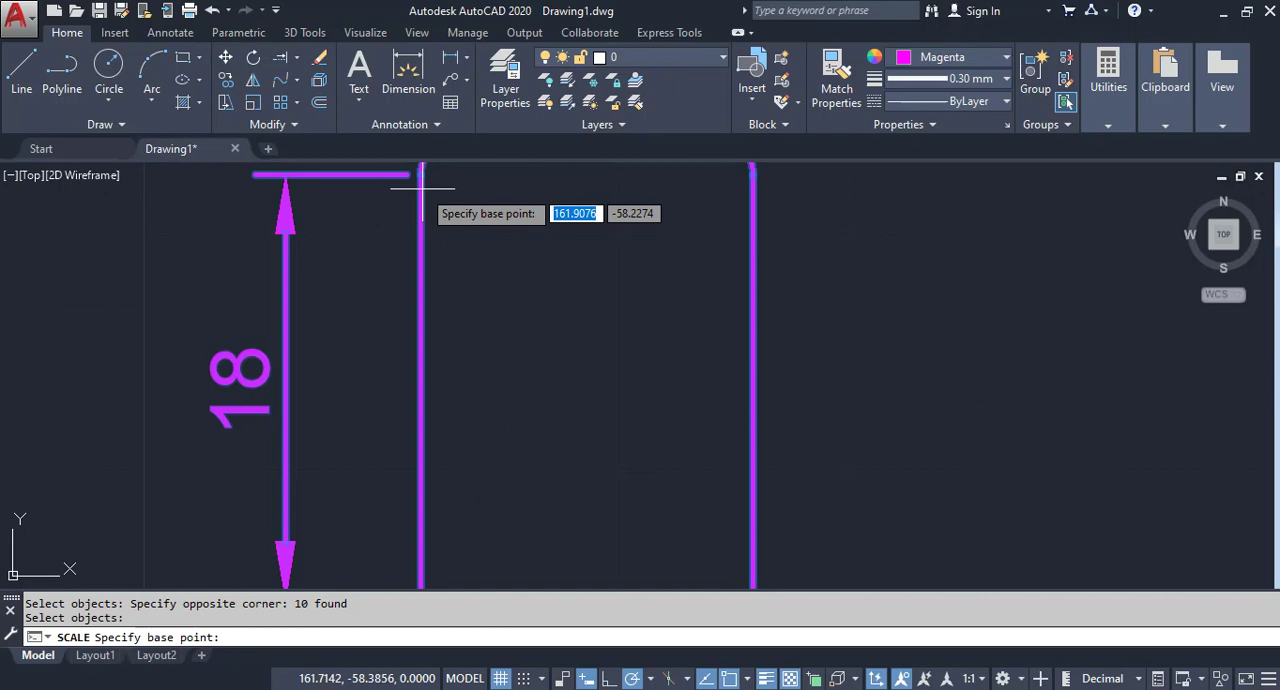 Autodesk AutoCAD 2020 Drawing1.dwg
Type a keyword or phrase
Sign In
Home Insert Annotate Parametric 3D Tools Visualize View Manage Output Collaborate Express Tools
Line Polyline Circle Arc
Draw
Modify
Text Dimension
Annotation
Layer Properties
0
Layers
Insert
Block
Match Properties
Magenta
0.30 mm
ByLayer
Properties
Group
Groups
Utilities
Clipboard
View
Start
Drawing1*
[−][Top][2D Wireframe]
Specify base point: 161.9076 -58.2274
N
W TOP E
S
WCS
18
Y
X
Select objects: Specify opposite corner: 10 found
Select objects:
SCALE Specify base point:
Model Layout1 Layout2
161.7142, -58.3856, 0.0000 MODEL 1:1 Decimal